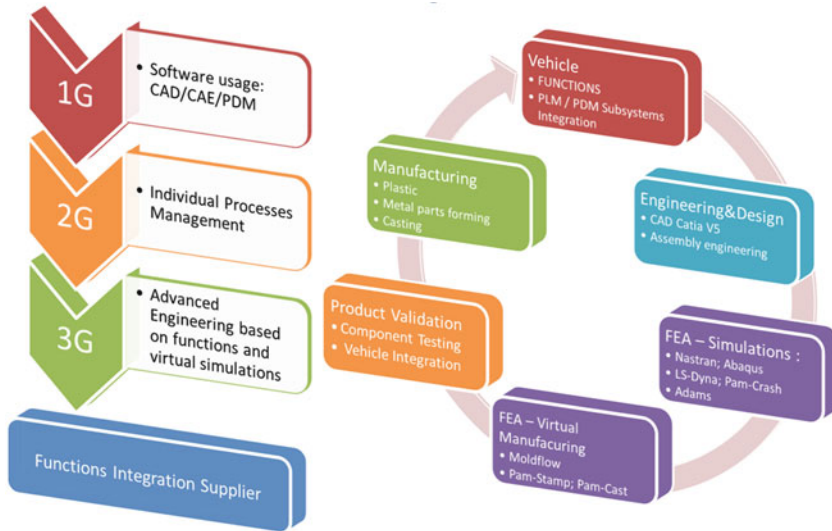 1G
• Software usage:
CAD/CAE/PDM
2G
• Individual Processes
Management
3G
• Advanced
Engineering based
on functions and
virtual simulations
Functions Integration Supplier
Vehicle
• FUNCTIONS
• PLM / PDM Subsystems
Integration
Engineering&Design
• CAD Catia V5
• Assembly engineering
FEA – Simulations :
• Nastran; Abaqus
• LS-Dyna; Pam-Crash
• Adams
FEA – Virtual
Manufacuring
• Moldflow
• Pam-Stamp; Pam-Cast
Product Validation
• Component Testing
• Vehicle Integration
Manufacturing
• Plastic
• Metal parts forming
• Casting